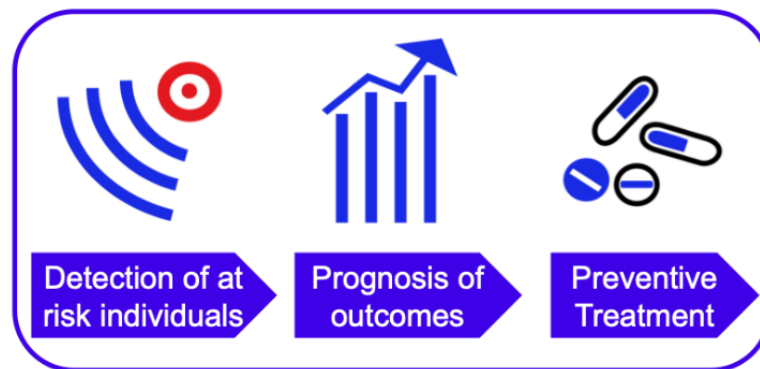 Detection of at
risk individuals
Prognosis of
outcomes
Preventive
Treatment